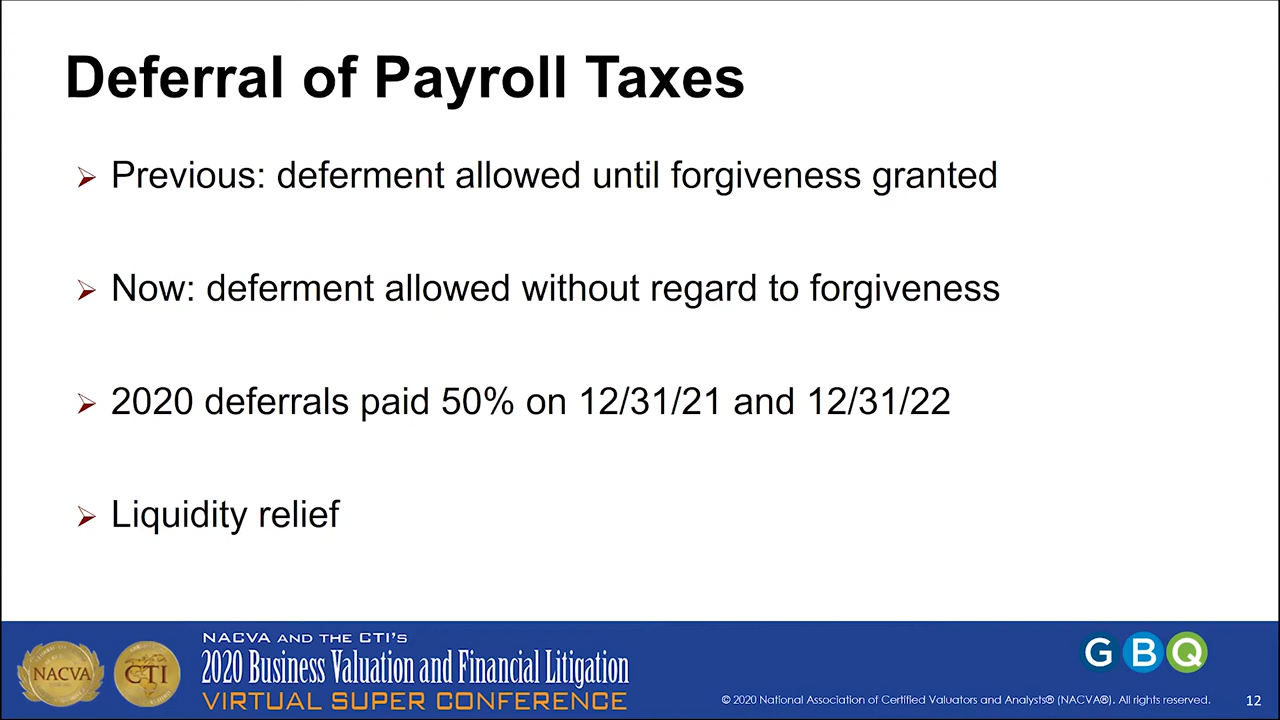 Deferral of Payroll Taxes
Previous: deferment allowed until forgiveness granted
Now: deferment allowed without regard to forgiveness
2020 deferrals paid 50% on 12/31/21 and 12/31/22
Liquidity relief
NACVA
CTI
NACVA AND THE CTI'S
2020 Business Valuation and Financial Litigation
VIRTUAL SUPER CONFERENCE
GBQ
© 2020 National Association of Certified Valuators and Analysts® (NACVA®). All rights reserved.
12